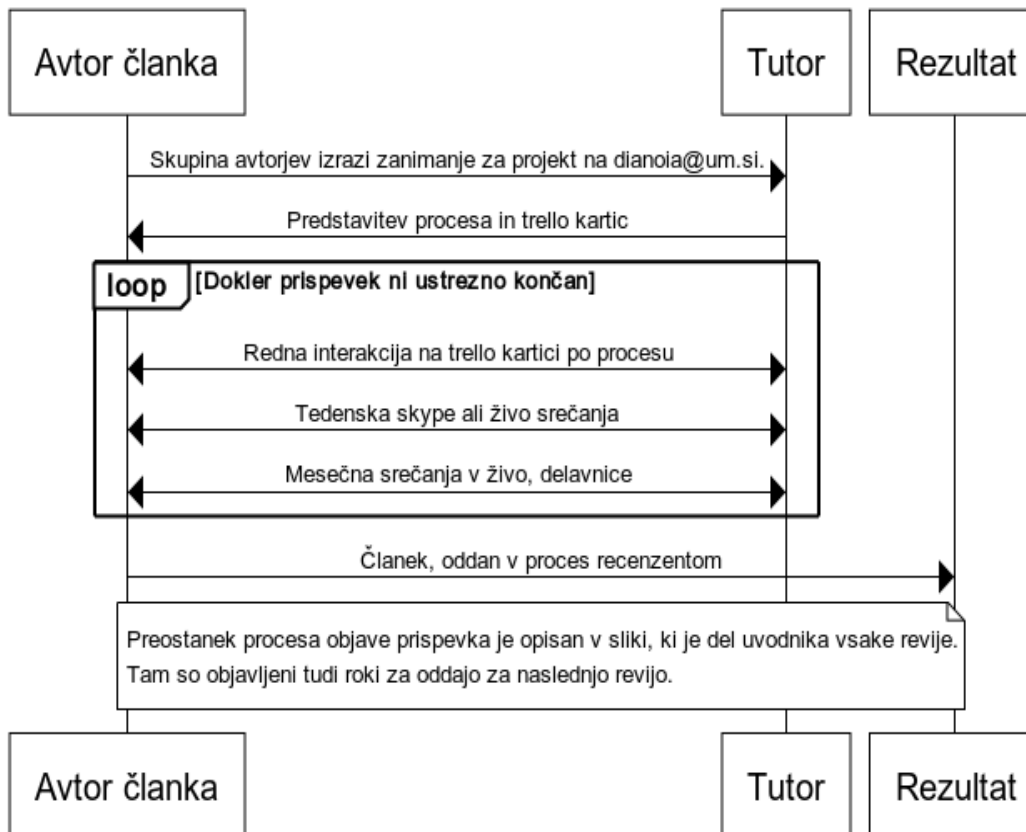 Avtor članka
Tutor
Rezultat
Skupina avtorjev izrazi zanimanje za projekt na dianoia@um.si.
Predstavitev procesa in trello kartic
loop
[Dokler prispevek ni ustrezno končan]
Redna interakcija na trello kartici po procesu
Tedenska skype ali živo srečanja
Mesečna srečanja v živo, delavnice
Članek, oddan v proces recenzentom
Preostanek procesa objave prispevka je opisan v sliki, ki je del uvodnika vsake revije.
Tam so objavljeni tudi roki za oddajo za naslednjo revijo.
Avtor članka
Tutor
Rezultat